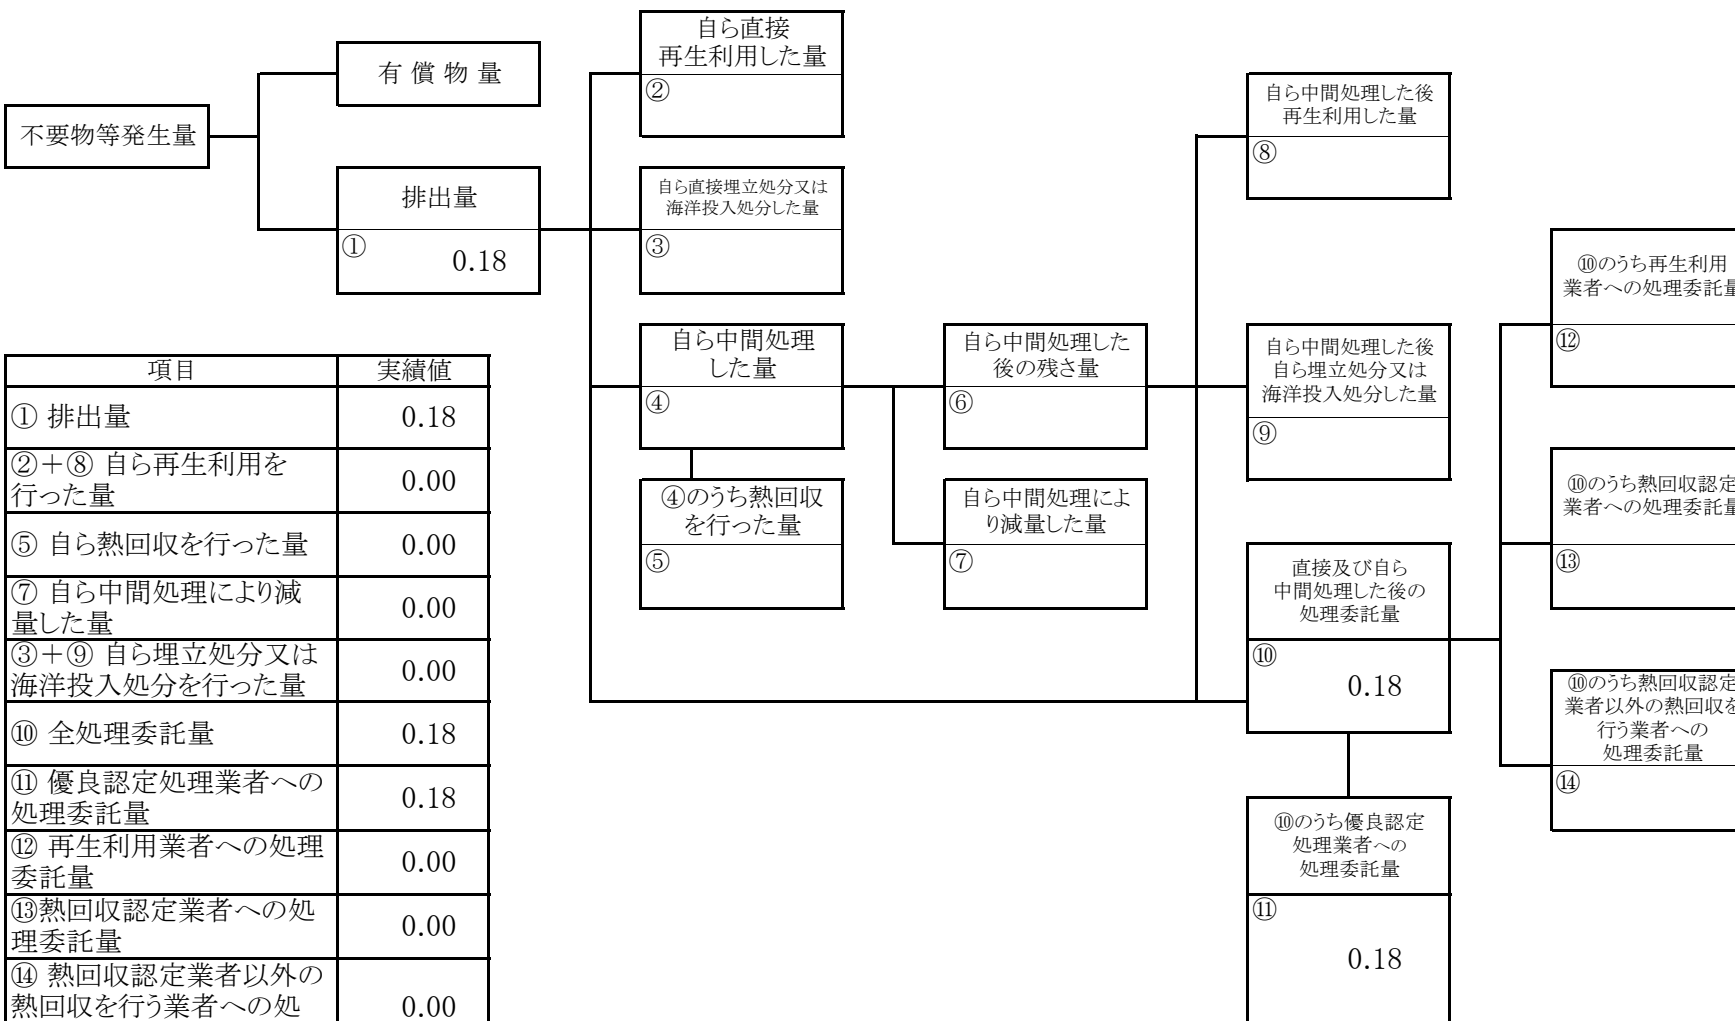 不要物等発生量
有償物量
排出量
①
0.18
自ら直接
再生利用した量
②
自ら直接埋立処分又は
海洋投入処分した量
③
自ら中間処理
した量
④
④のうち熱回収
を行った量
⑤
自ら中間処理した
後の残さ量
⑥
自ら中間処理によ
り減量した量
⑦
自ら中間処理した後
再生利用した量
⑧
自ら中間処理した後
自ら埋立処分又は
海洋投入処分した量
⑨
直接及び自ら
中間処理した後の
処理委託量
⑩
0.18
⑩のうち優良認定
処理業者への
処理委託量
⑪
0.18
⑩のうち再生利用
業者への処理委託量
⑫
⑩のうち熱回収認定
業者への処理委託量
⑬
⑩のうち熱回収認定
業者以外の熱回収を
行う業者への
処理委託量
⑭
項目 実績値
① 排出量 0.18
②+⑧ 自ら再生利用を
行った量 0.00
⑤ 自ら熱回収を行った量 0.00
⑦ 自ら中間処理により減
量した量 0.00
③+⑨ 自ら埋立処分又は
海洋投入処分を行った量 0.00
⑩ 全処理委託量 0.18
⑪ 優良認定処理業者への
処理委託量 0.18
⑫ 再生利用業者への処理
委託量 0.00
⑬熱回収認定業者への処
理委託量 0.00
⑭ 熱回収認定業者以外の
熱回収を行う業者への処 0.00